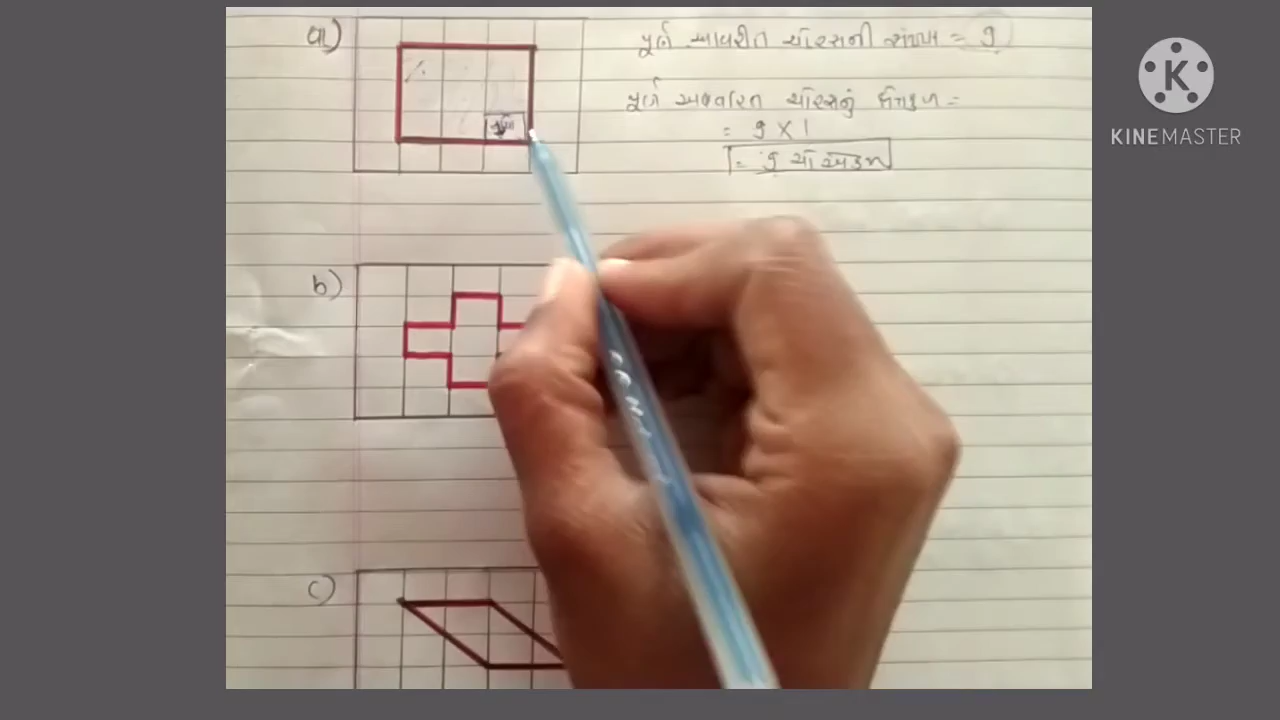 a)
પૂર્ણ આવરીત ચોરસની સંખ્યા = 9
પૂર્ણ આવરિત ચોરસનું ક્ષેત્રફળ =
= 9 X 1
= 9 ચો એકમ
b)
c)
K
KINEMASTER